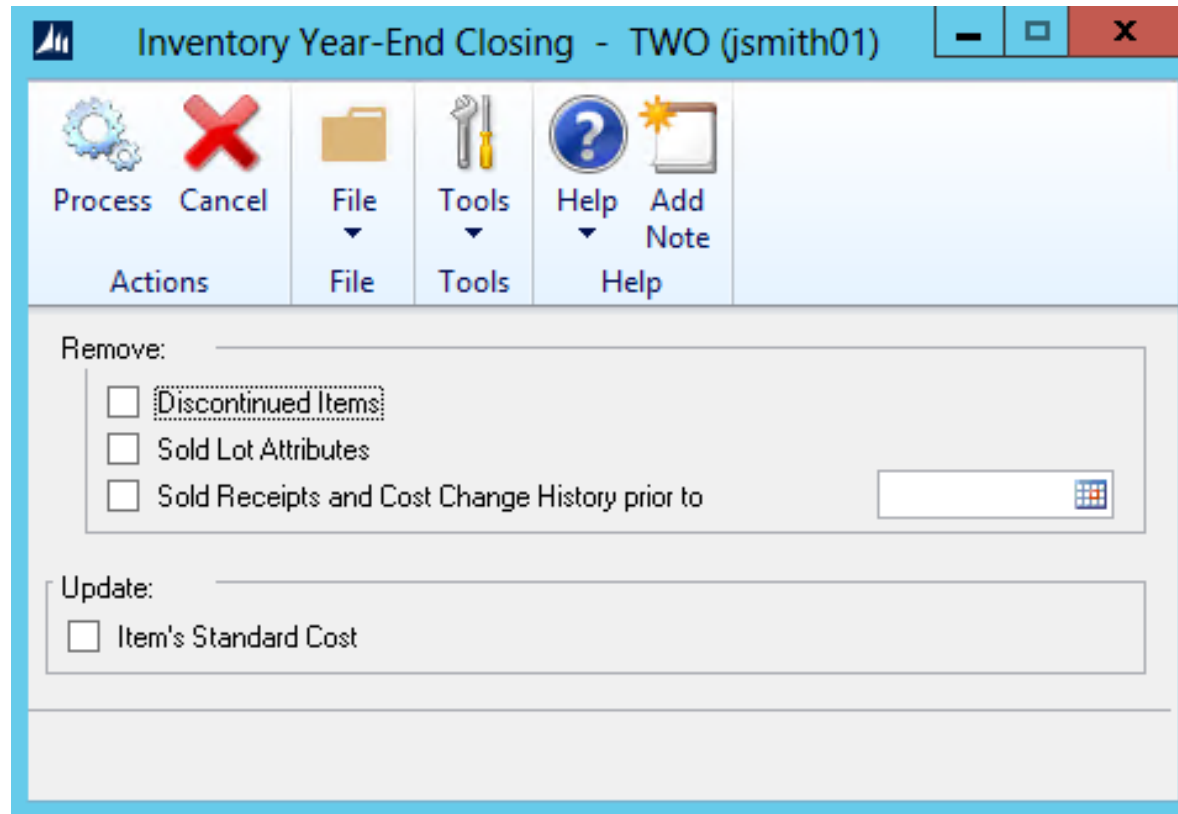 Inventory Year-End Closing - TWO (jsmith01)
Process Cancel File Tools Help Add Note
Actions File Tools Help
Remove:
Discontinued Items
Sold Lot Attributes
Sold Receipts and Cost Change History prior to
Update:
Item's Standard Cost